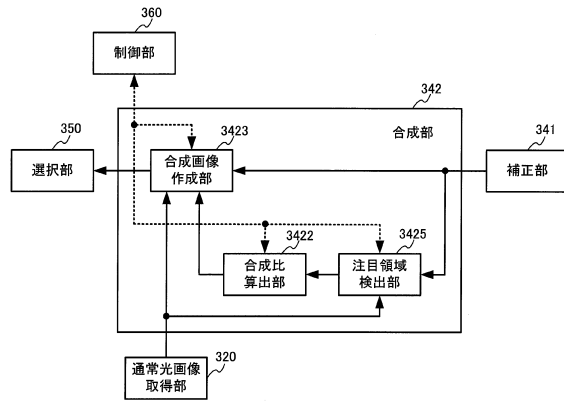 360
制御部
342
合成部
350
選択部
3423
合成画像
作成部
341
補正部
3422
合成比
算出部
3425
注目領域
検出部
通常光画像
取得部
320